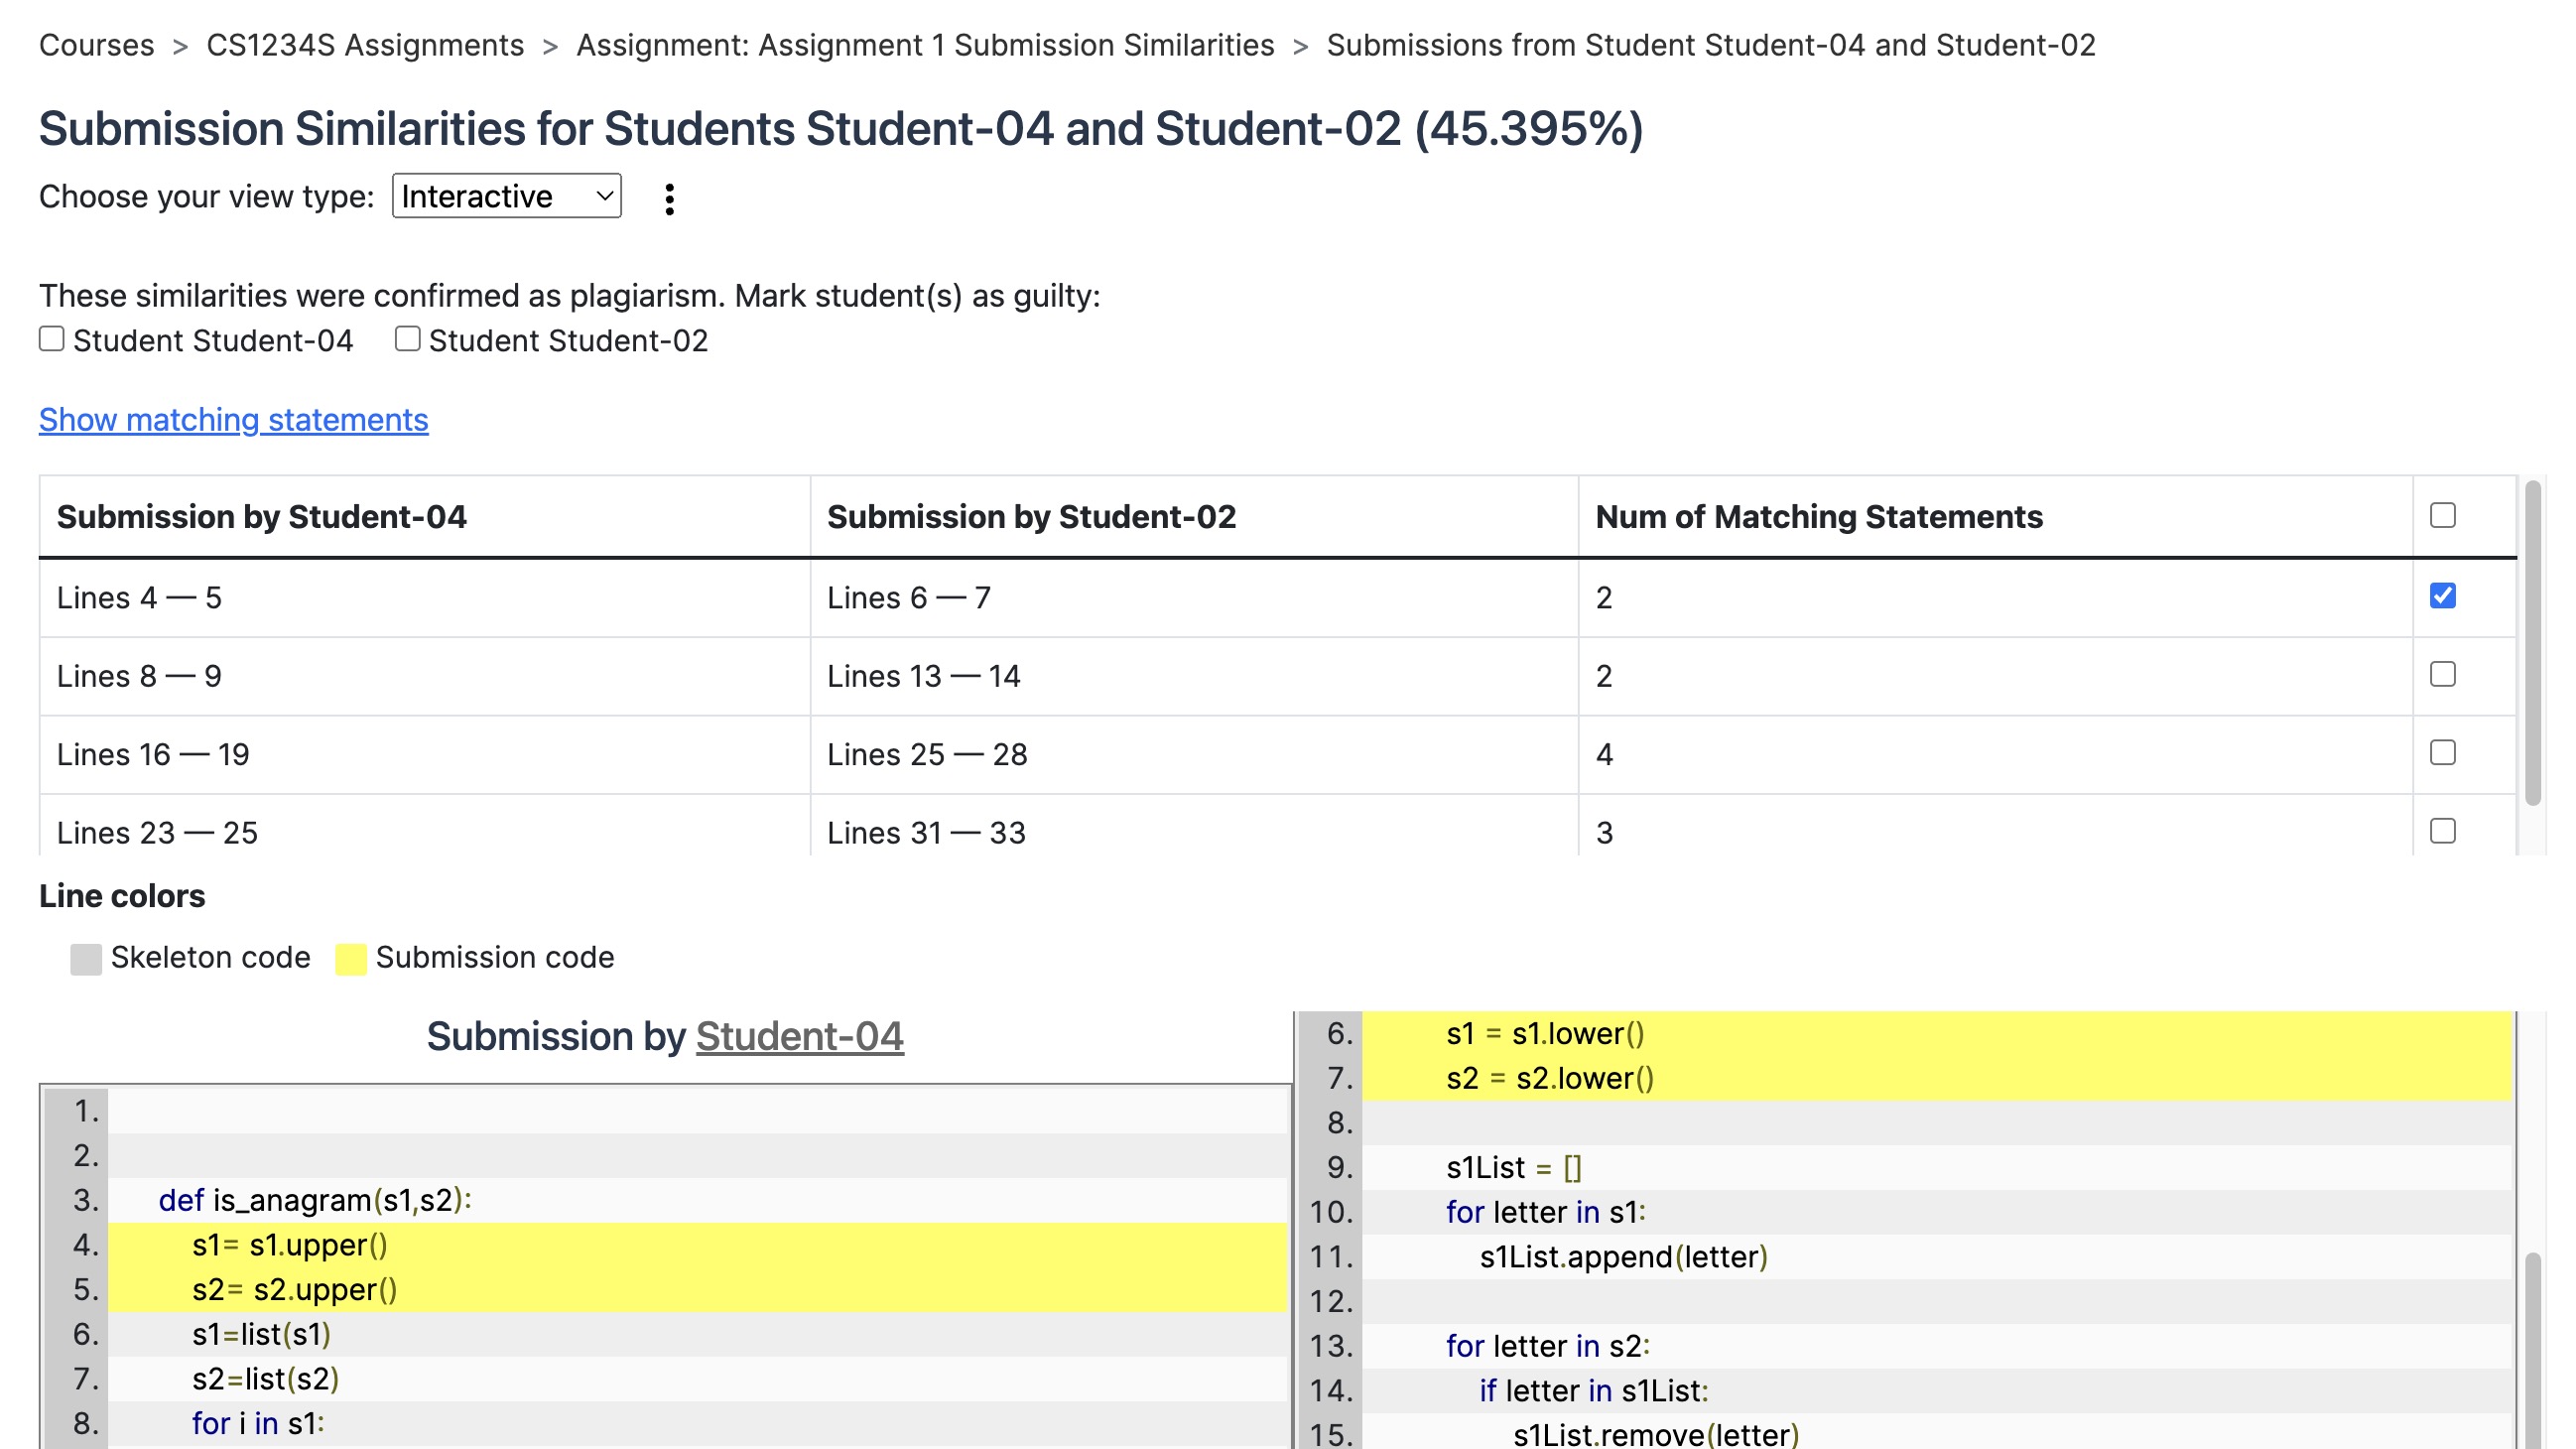 Courses > CS1234S Assignments > Assignment: Assignment 1 Submission Similarities > Submissions from Student Student-04 and Student-02
Submission Similarities for Students Student-04 and Student-02 (45.395%)
Choose your view type: Interactive
These similarities were confirmed as plagiarism. Mark student(s) as guilty:
Student Student-04 Student Student-02
Show matching statements
Submission by Student-04 Submission by Student-02 Num of Matching Statements
Lines 4 — 5 Lines 6 — 7 2
Lines 8 — 9 Lines 13 — 14 2
Lines 16 — 19 Lines 25 — 28 4
Lines 23 — 25 Lines 31 — 33 3
Line colors
Skeleton code Submission code
Submission by Student-04
1.
2.
3. def is_anagram(s1,s2):
4. s1= s1.upper()
5. s2= s2.upper()
6. s1=list(s1)
7. s2=list(s2)
8. for i in s1:
6. s1 = s1.lower()
7. s2 = s2.lower()
8.
9. s1List = []
10. for letter in s1:
11. s1List.append(letter)
12.
13. for letter in s2:
14. if letter in s1List:
15. s1List.remove(letter)